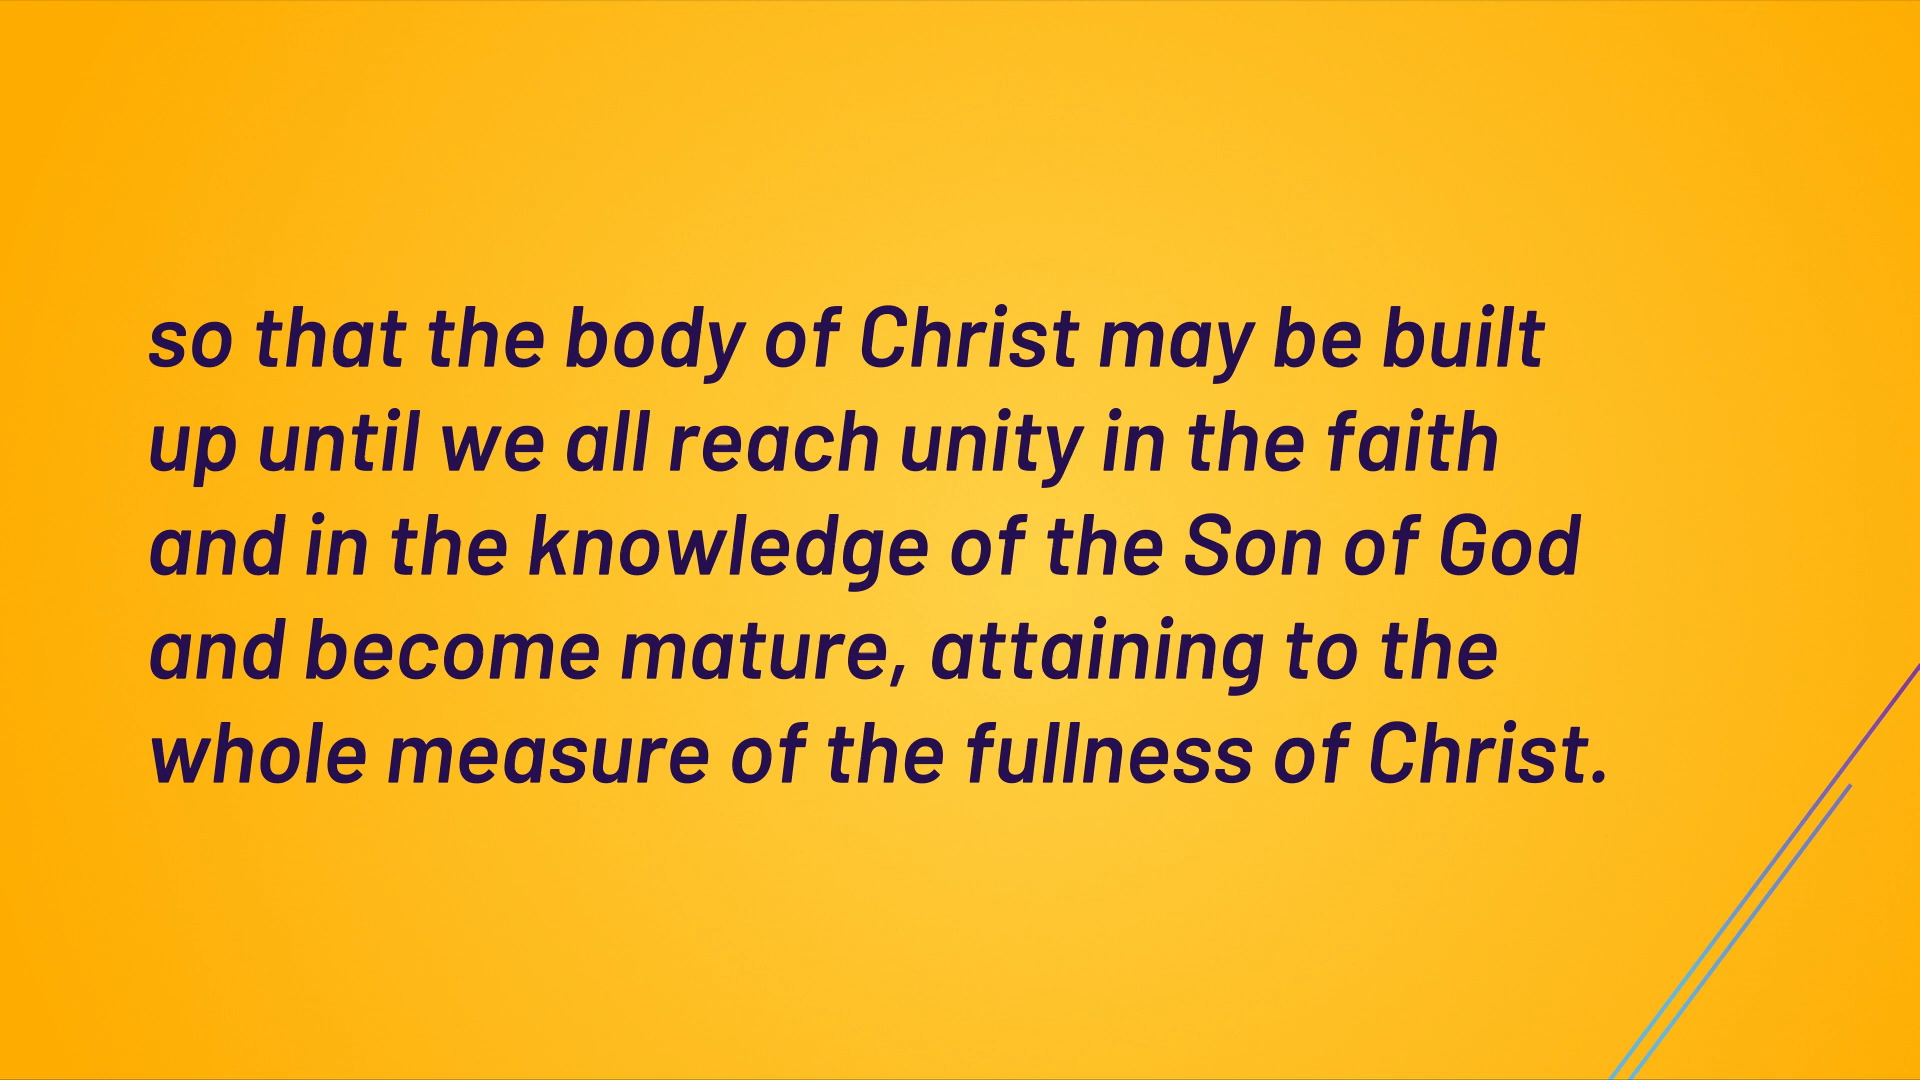 so that the body of Christ may be built
up until we all reach unity in the faith
and in the knowledge of the Son of God
and become mature, attaining to the
whole measure of the fullness of Christ.